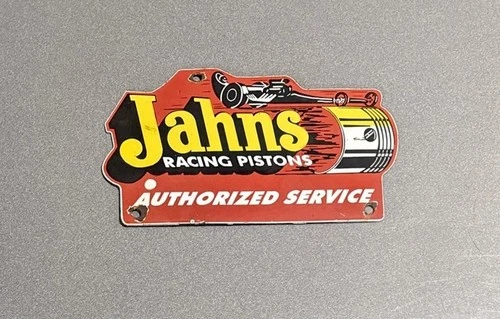 Jahns
RACING PISTONS
AUTHORIZED SERVICE